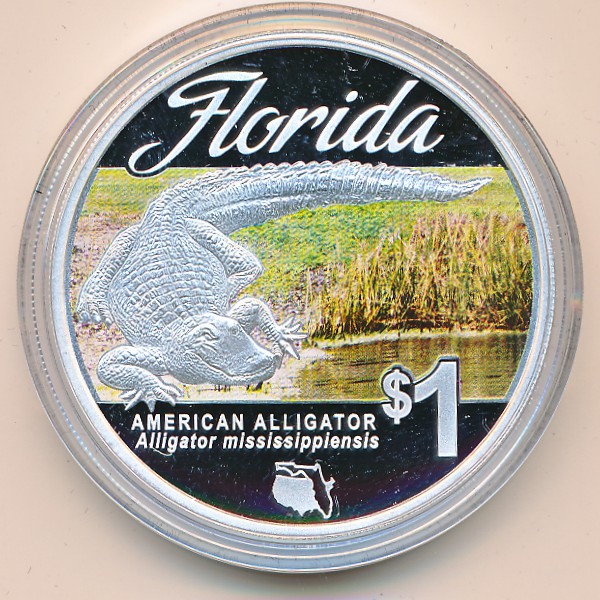 Florida
$1
AMERICAN ALLIGATOR
Alligator mississippiensis